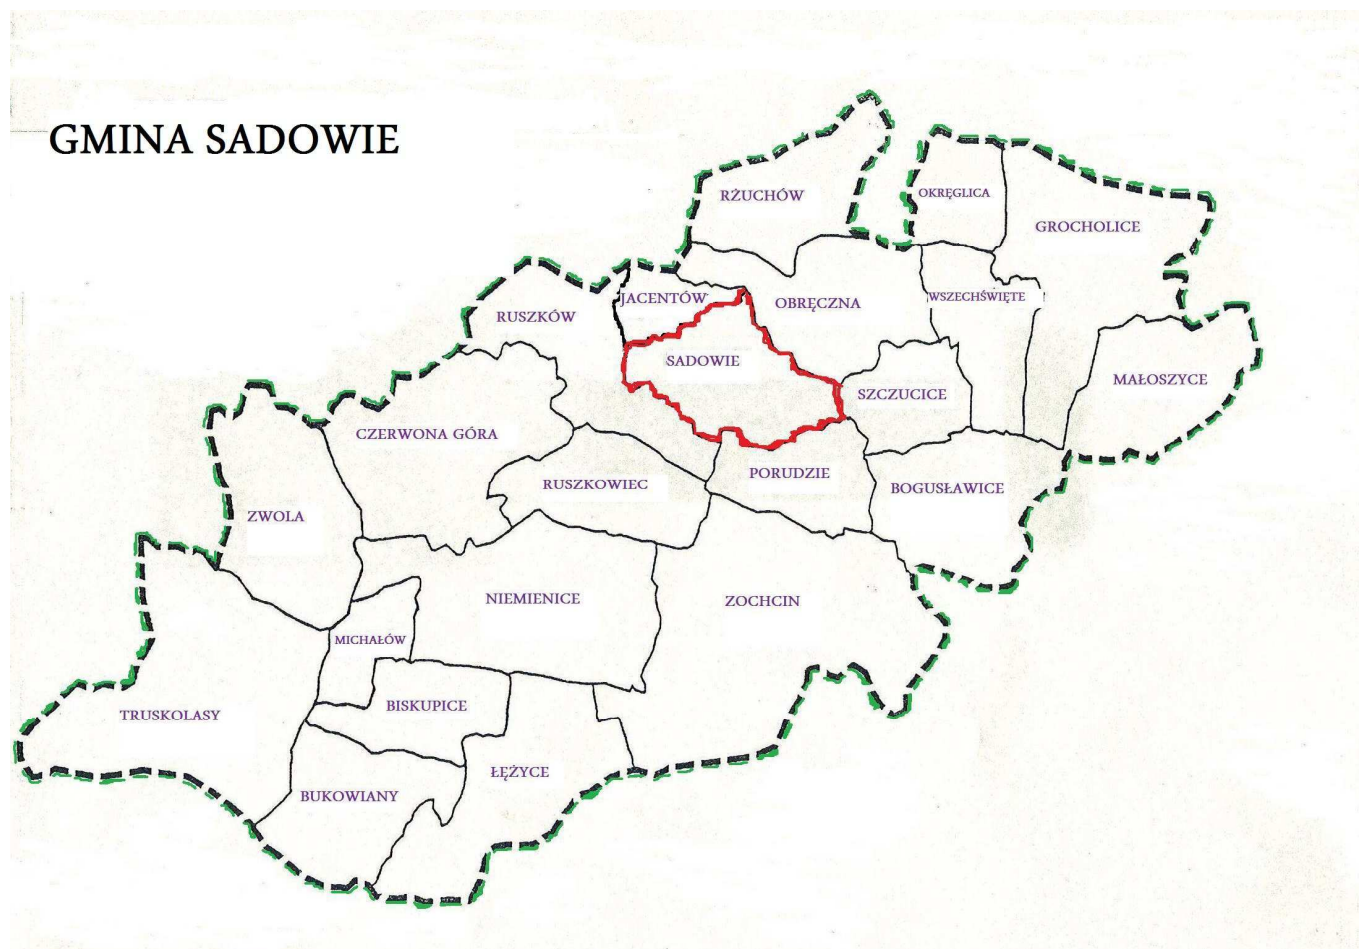 GMINA SADOWIE
RŻUCHÓW
OKRĘGLICA
GROCHOLICE
JACENTÓW
OBRĘCZNA
WSZECHŚWIĘTE
RUSZKÓW
SADOWIE
MAŁOSZYCE
SZCZUCICE
CZERWONA GÓRA
PORUDZIE
RUSZKOWIEC
BOGUSŁAWICE
ZWOLA
NIEMIENICE
ZOCHCIN
MICHAŁÓW
BISKUPICE
TRUSKOLASY
ŁĘŻYCE
BUKOWIANY